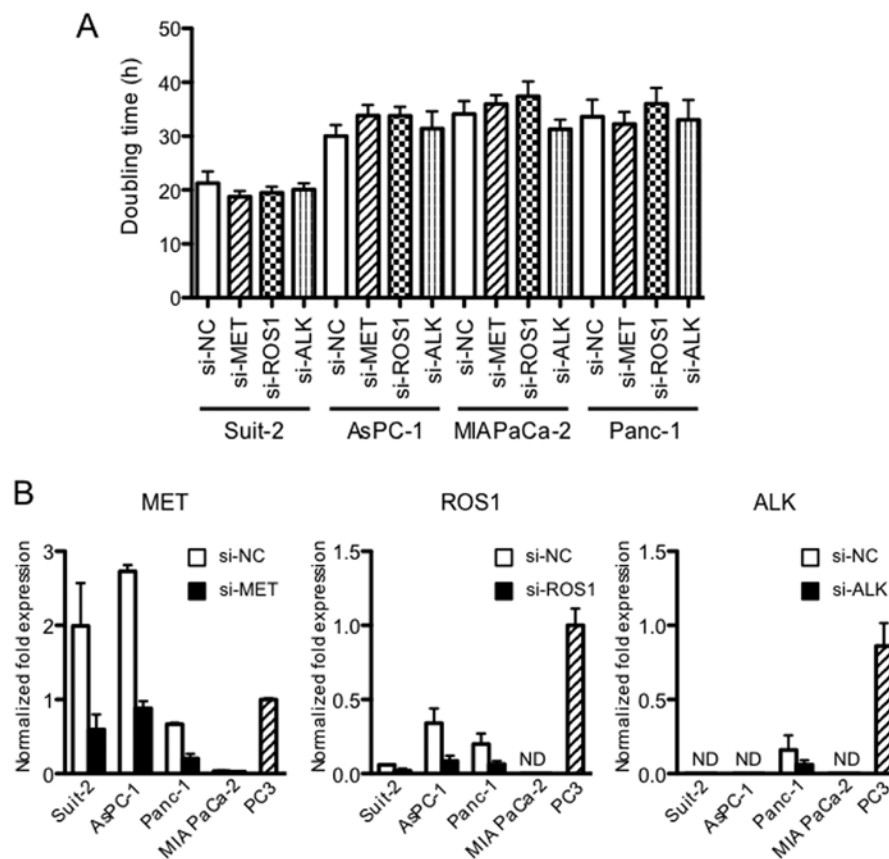 A
Doubling time (h)
50
40
30
20
10
0
si-NC
si-MET
si-ROS1
si-ALK
si-NC
si-MET
si-ROS1
si-ALK
si-NC
si-MET
si-ROS1
si-ALK
si-NC
si-MET
si-ROS1
si-ALK
Suit-2
AsPC-1
MIAPaCa-2
Panc-1
B
MET
Normalized fold expression
3
2
1
0
si-NC
si-MET
Suit-2
AsPC-1
Panc-1
MIA PaCa-2
PC3
ROS1
Normalized fold expression
1.5
1.0
0.5
0.0
si-NC
si-ROS1
ND
Suit-2
AsPC-1
Panc-1
MIA PaCa-2
PC3
ALK
Normalized fold expression
1.5
1.0
0.5
0.0
si-NC
si-ALK
ND
ND
ND
Suit-2
AsPC-1
Panc-1
MIA PaCa-2
PC3